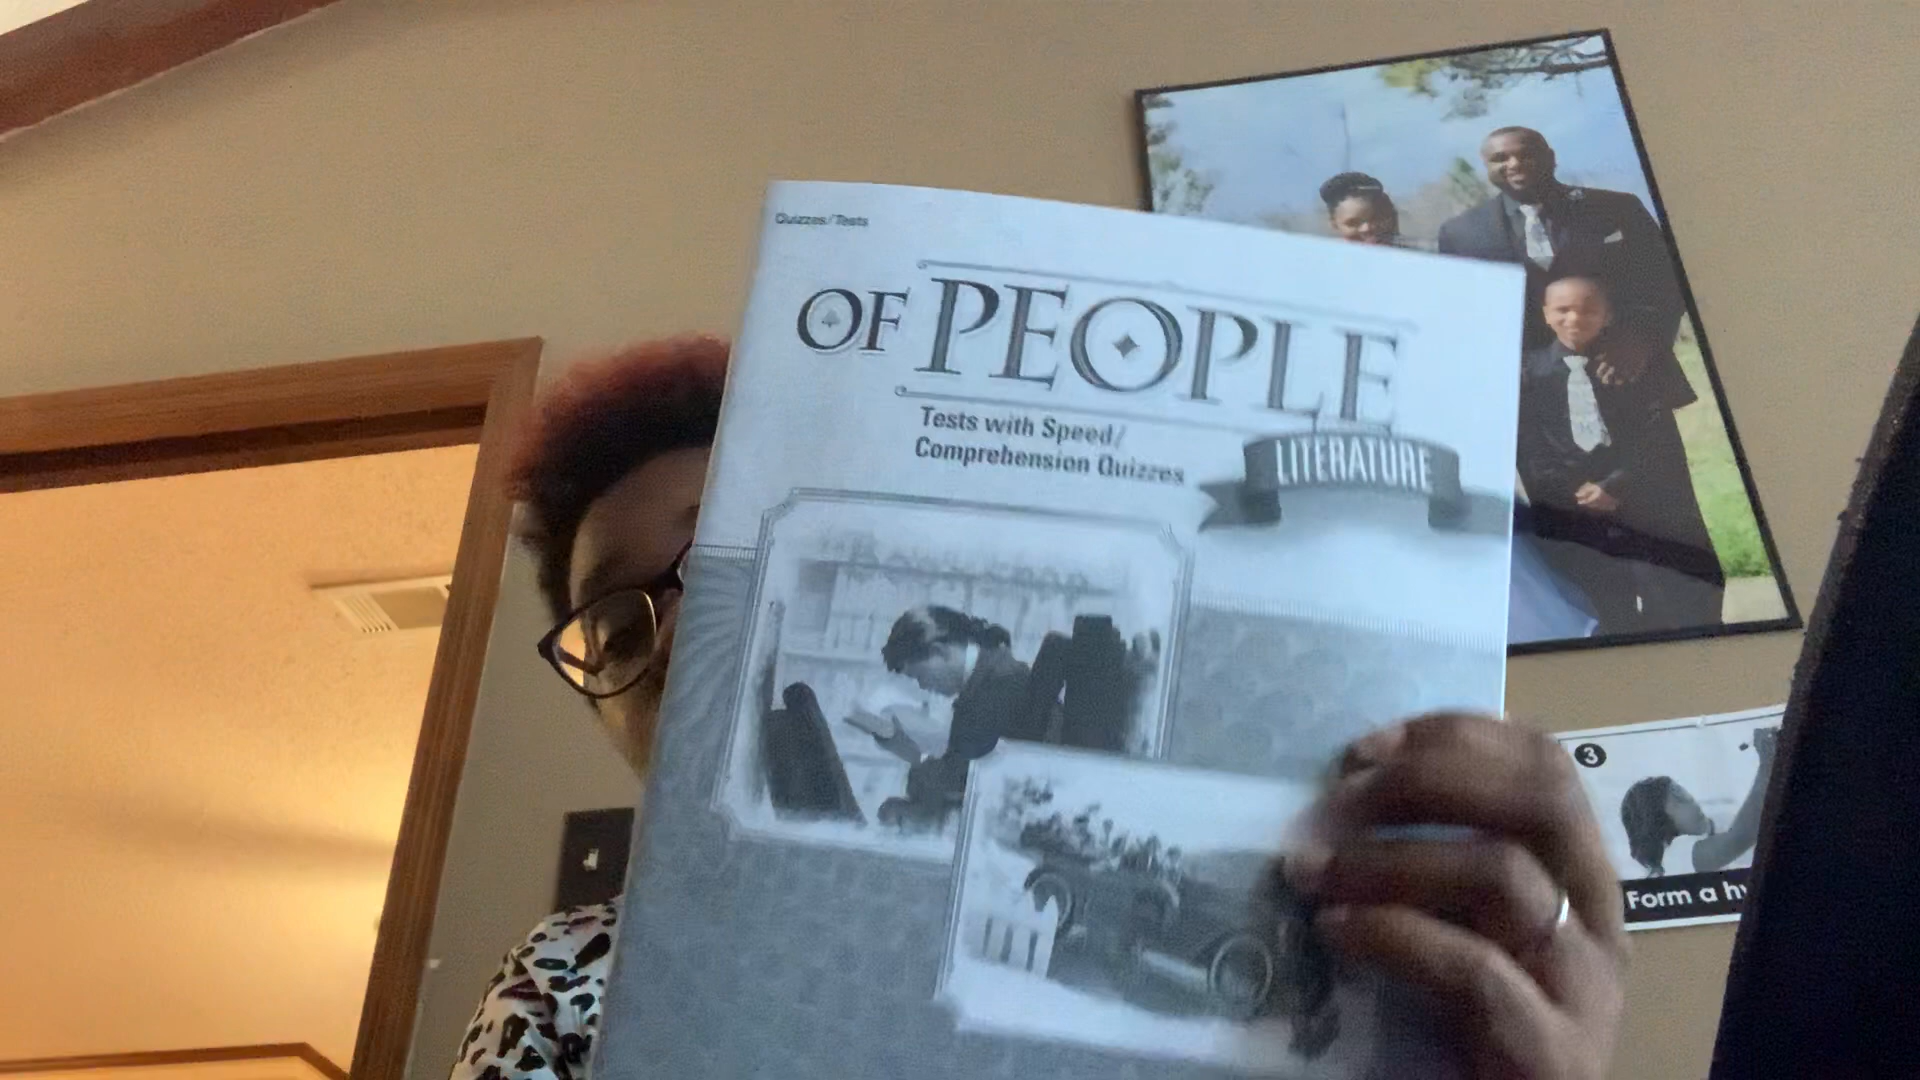 Quizzes/Tests
OF PEOPLE
Tests with Speed/
Comprehension Quizzes
LITERATURE
3
Form a hy